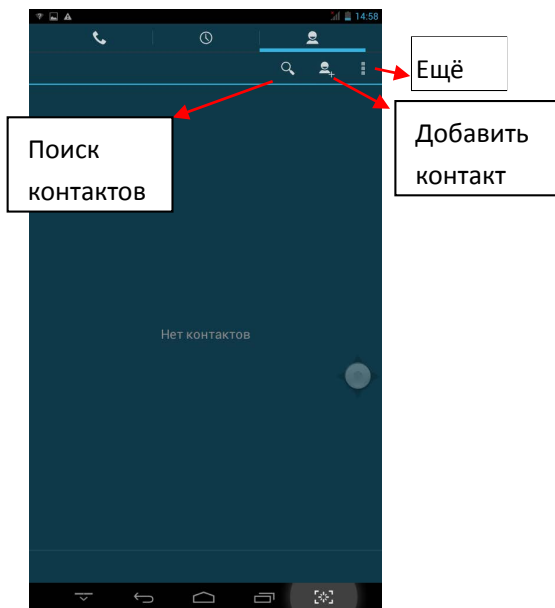 14:58
Ещё
Добавить
контакт
Поиск
контактов
Нет контактов